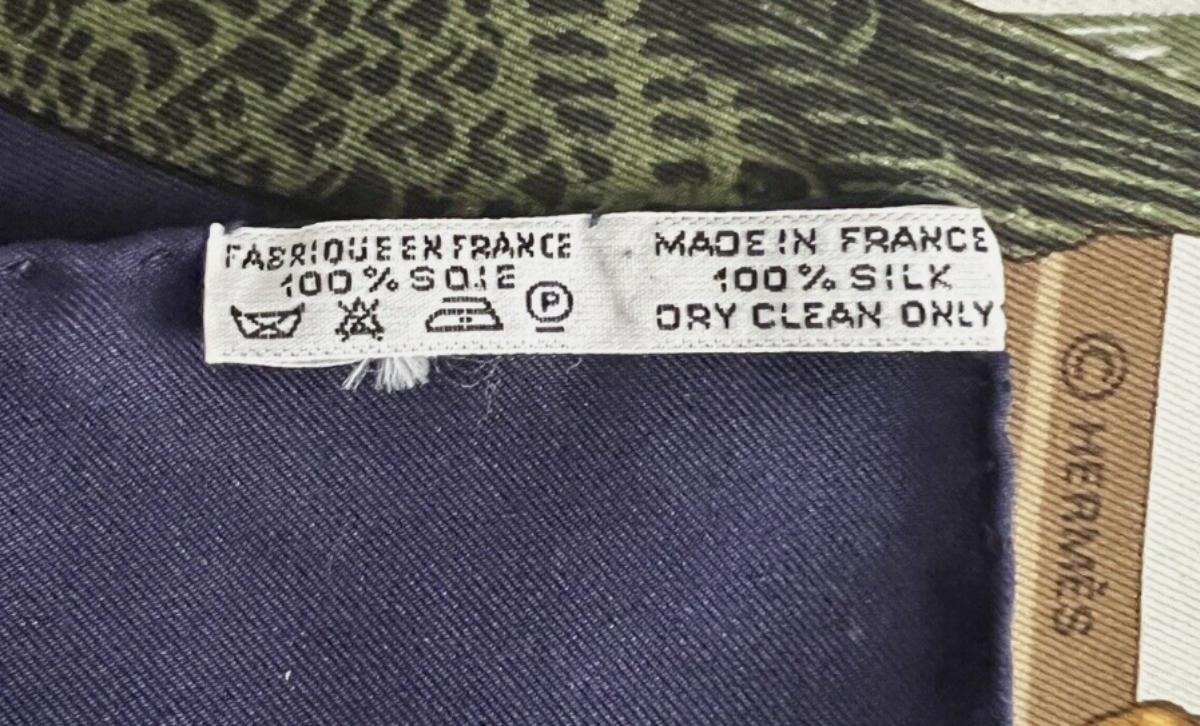 FABRIQUE EN FRANCE
100% SOIE
P
MADE IN FRANCE
100% SILK
DRY CLEAN ONLY
© HERMÈS